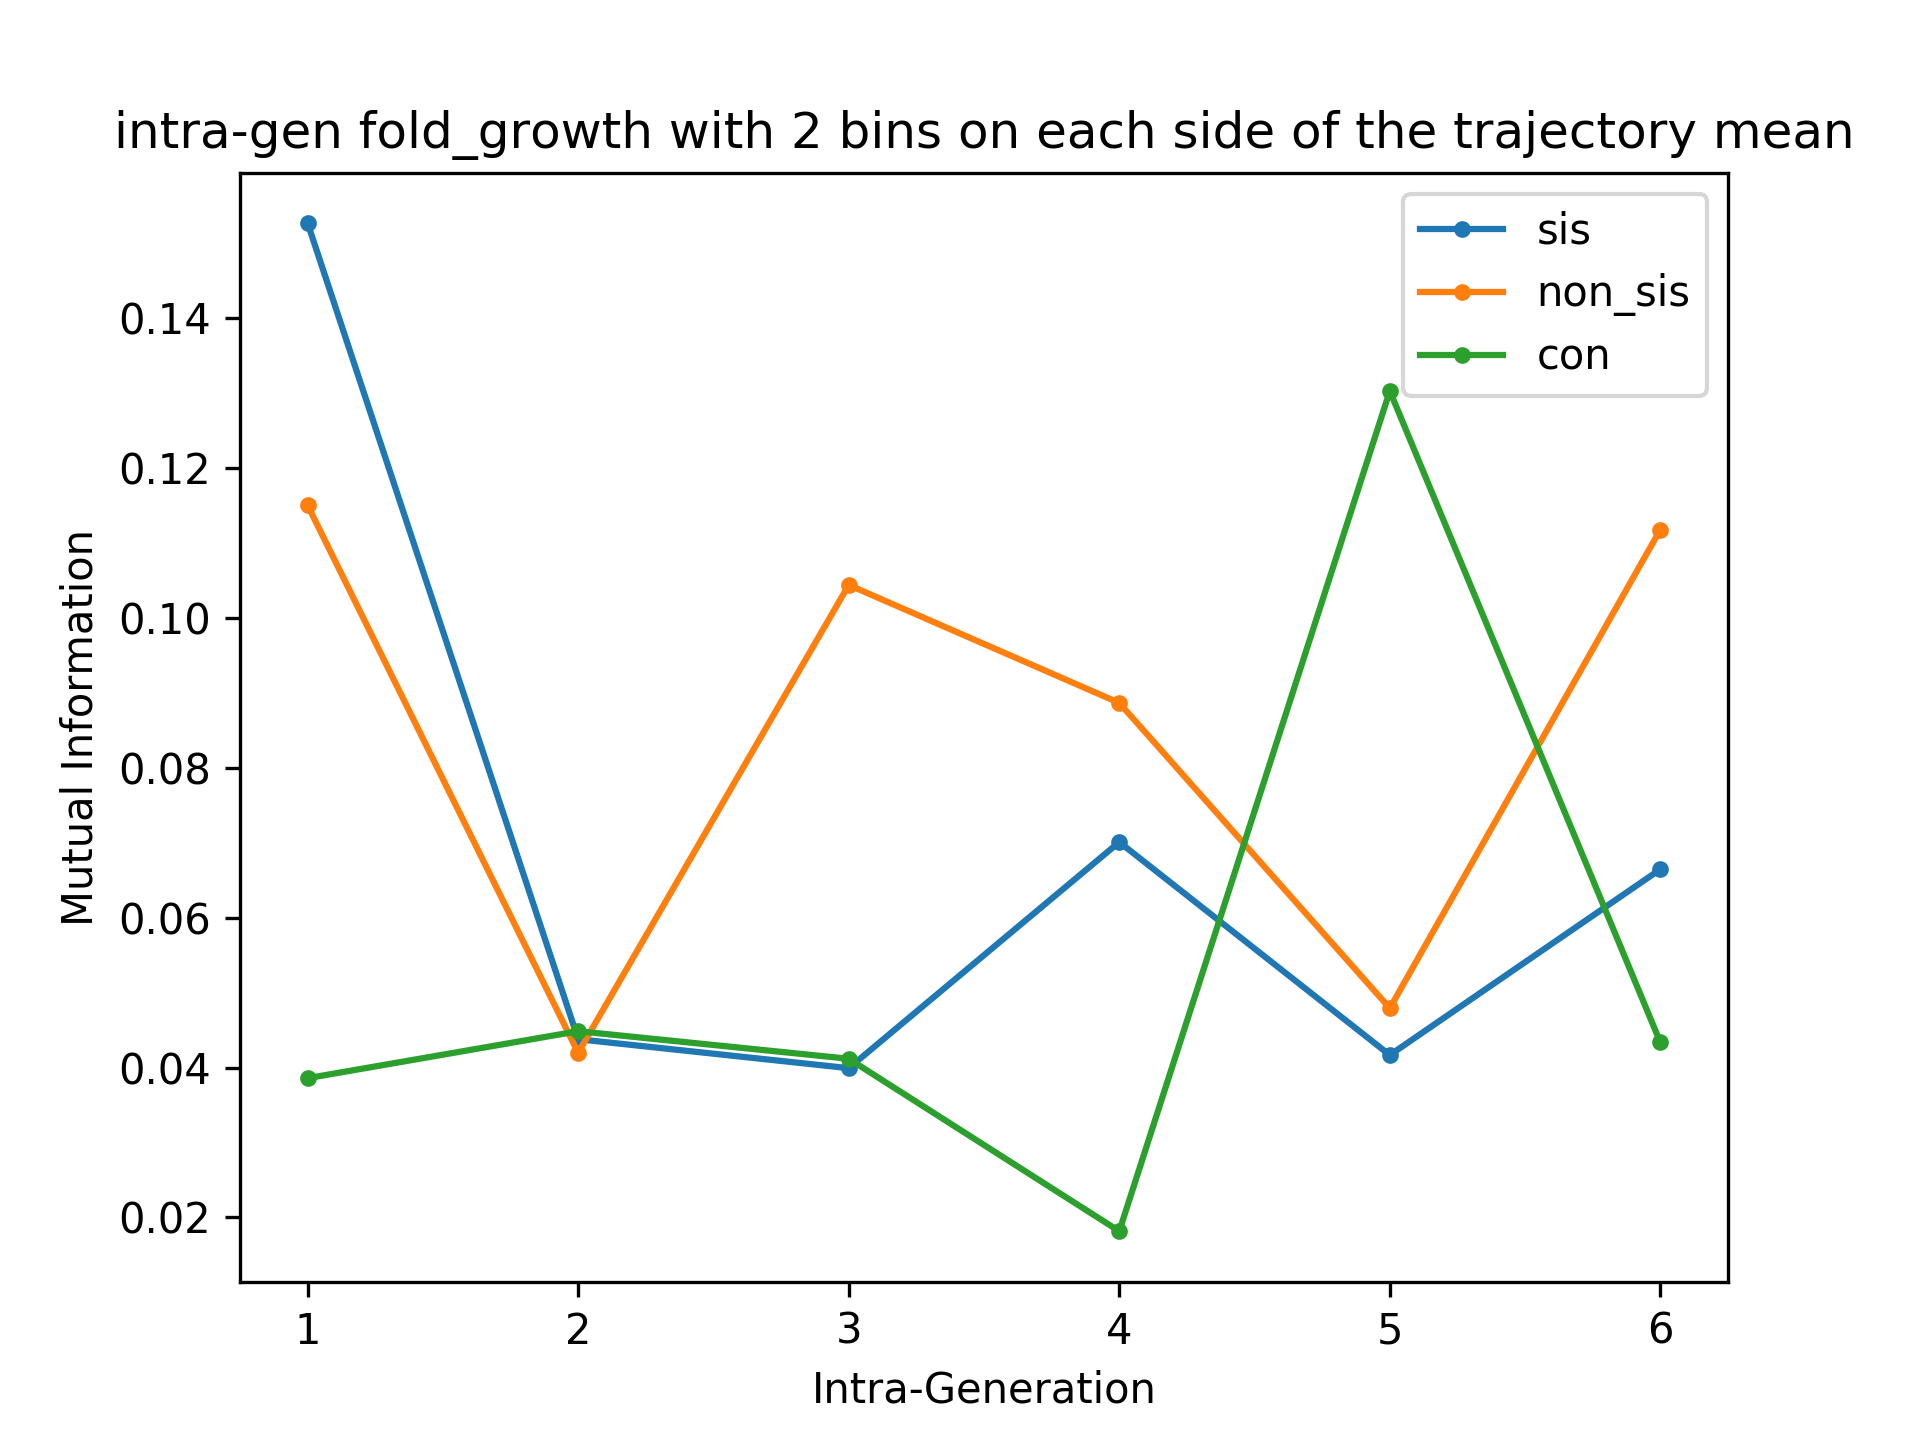 intra-gen fold_growth with 2 bins on each side of the trajectory mean
sis
non_sis
con
0.14
0.12
0.10
0.08
0.06
0.04
0.02
Mutual Information
1 2 3 4 5 6
Intra-Generation